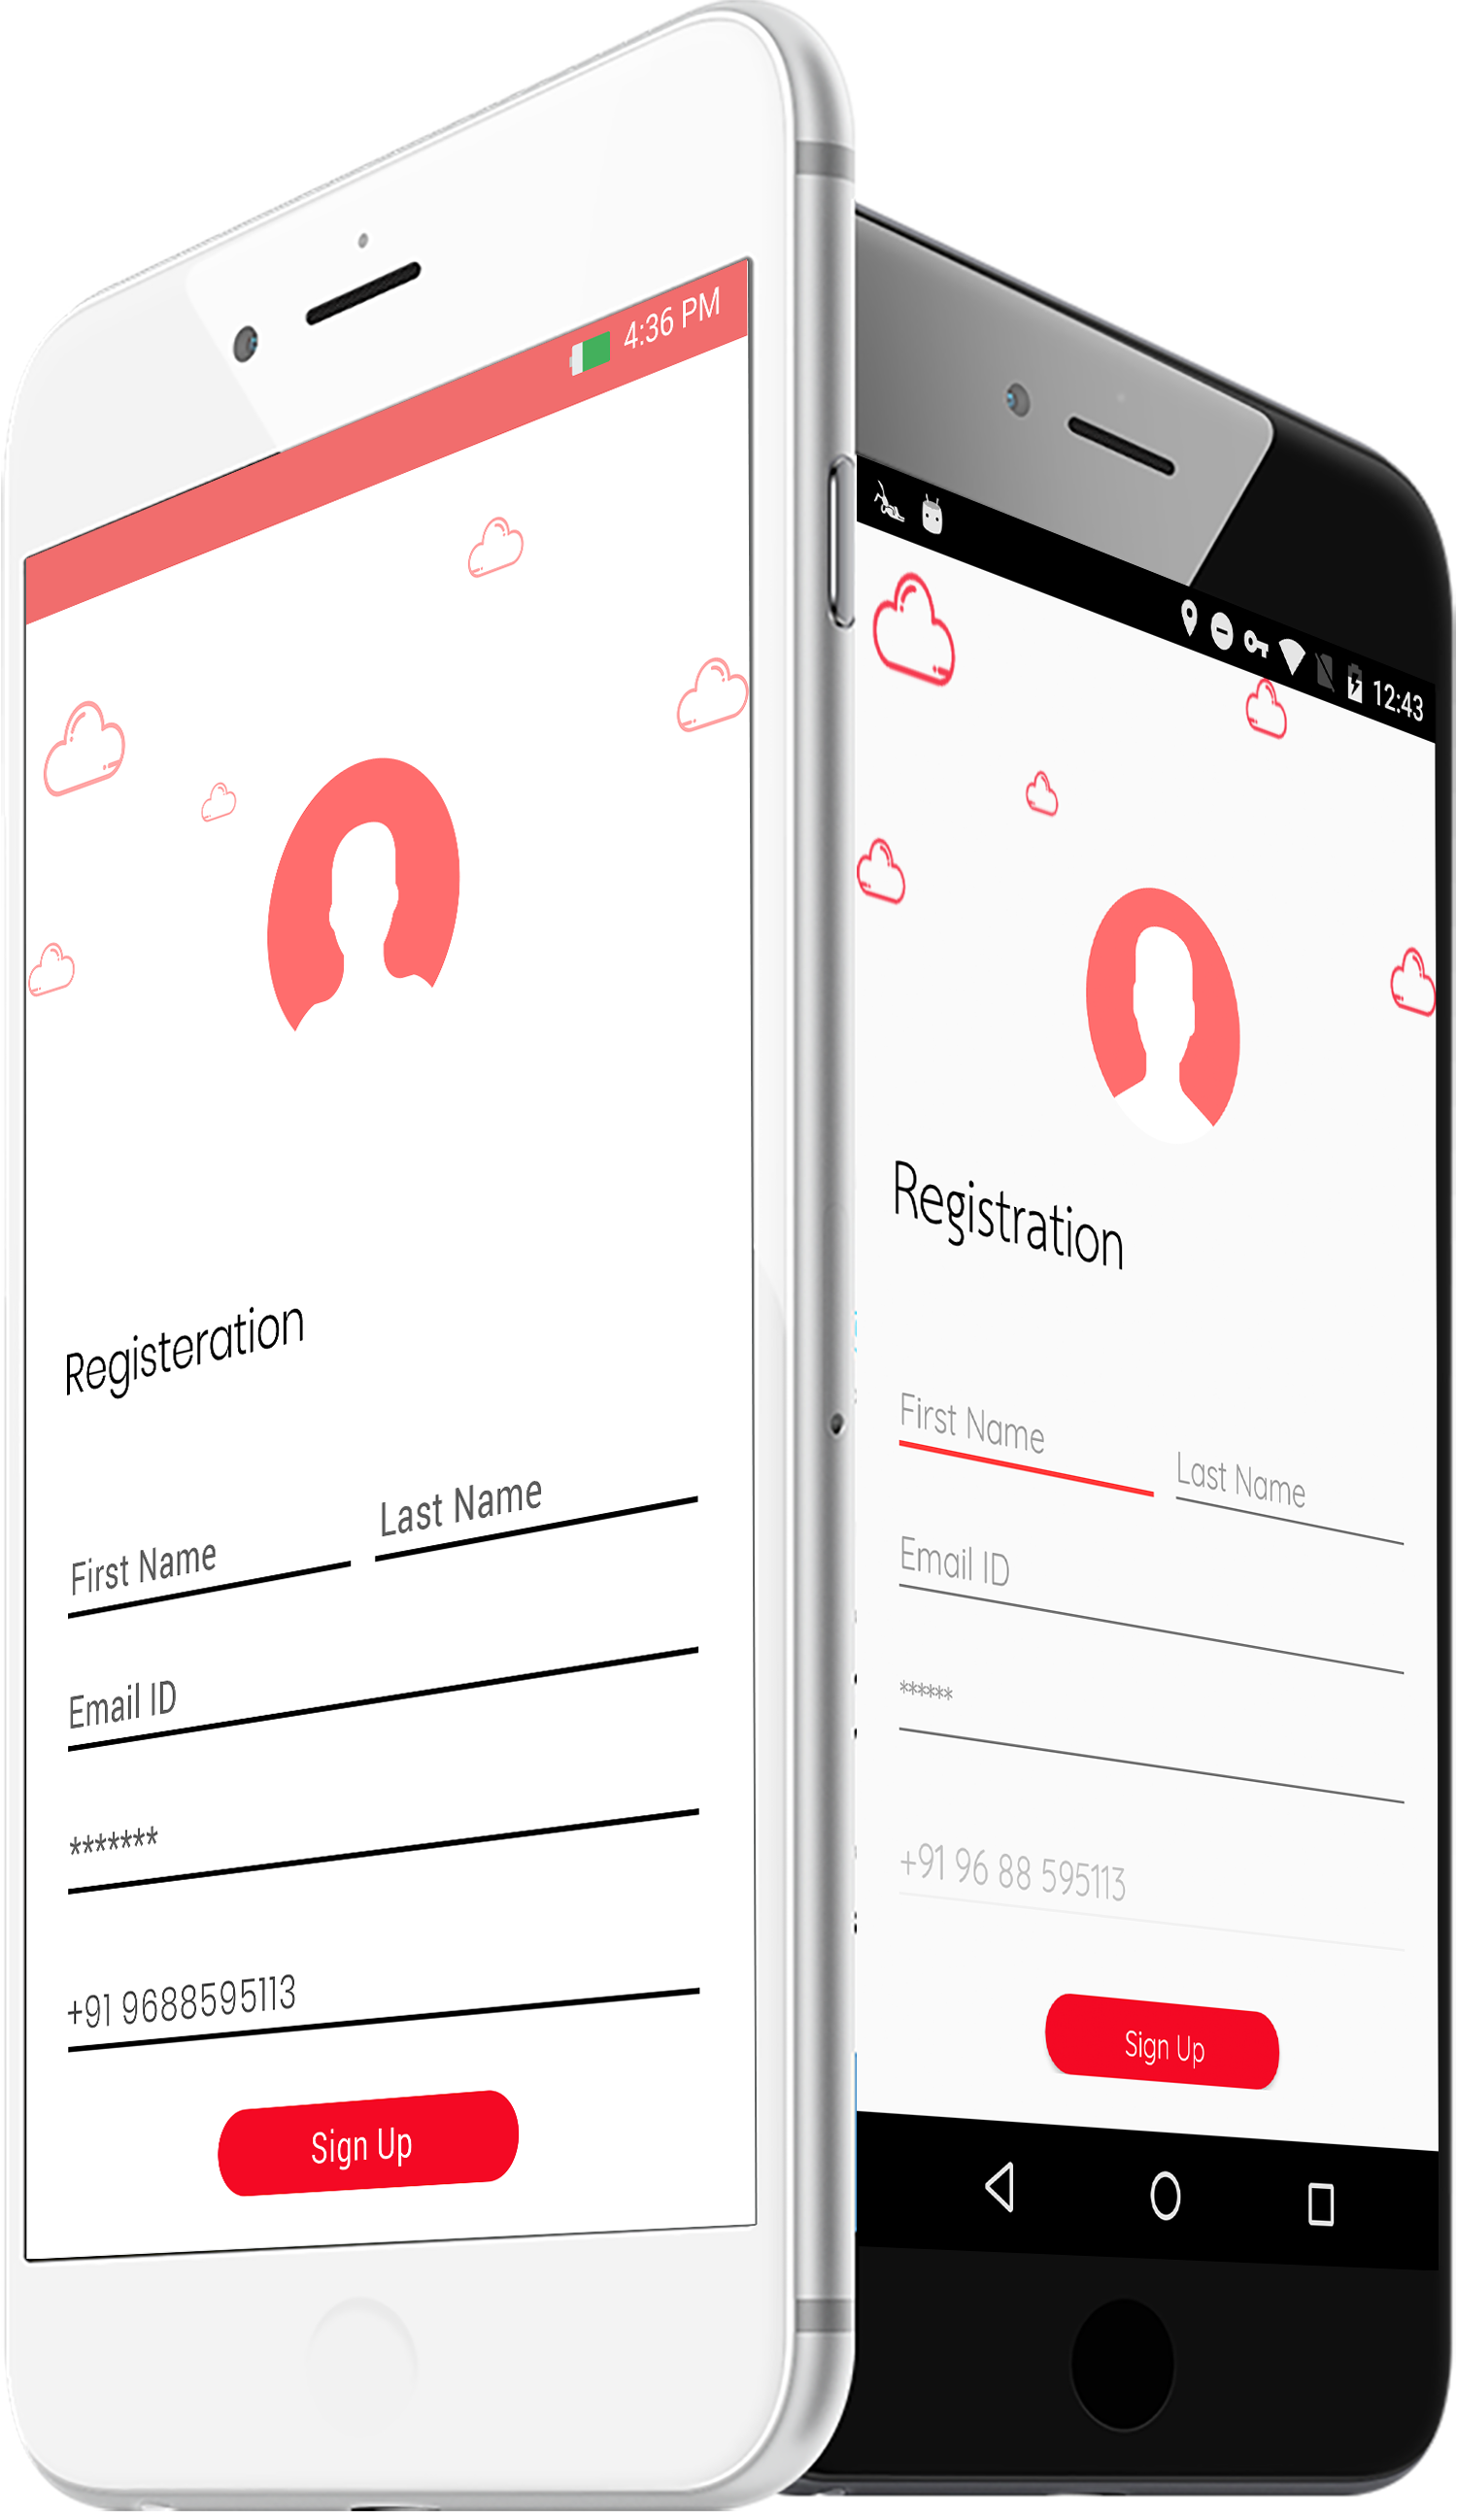 4:36 PM
Registeration
First Name
Last Name
Email ID
*******
+91 9688595113
Sign Up
12:43
Registration
First Name
Last Name
Email ID
******
+91 96 88 595113
Sign Up